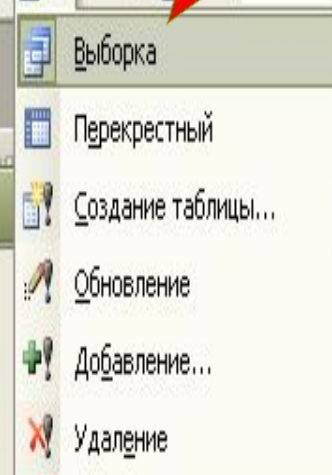 Выборка
Перекрестный
Создание таблицы...
Обновление
Добавление...
Удаление